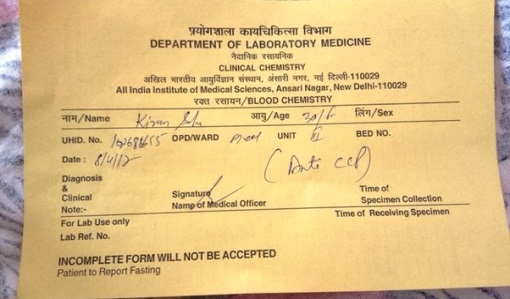 प्रयोगशाला कायचिकित्सा विभाग
DEPARTMENT OF LABORATORY MEDICINE
नैदानिक रसायनिक
CLINICAL CHEMISTRY
अखिल भारतीय आयुर्विज्ञान संस्थान, अंसारी नगर, नई दिल्ली-110029
All India Institute of Medical Sciences, Ansari Nagar, New Delhi-110029
रक्त रसायन/BLOOD CHEMISTRY
नाम/Name Kiran आयु/Age लिंग/Sex
UHID. No. OPD/WARD UNIT BED NO.
Date :
(Anti CCP)
Diagnosis
&
Clinical
Note:-
Signature
Name of Medical Officer
Time of
Specimen Collection
For Lab Use only Time of Receiving Specimen
Lab Ref. No.
INCOMPLETE FORM WILL NOT BE ACCEPTED
Patient to Report Fasting